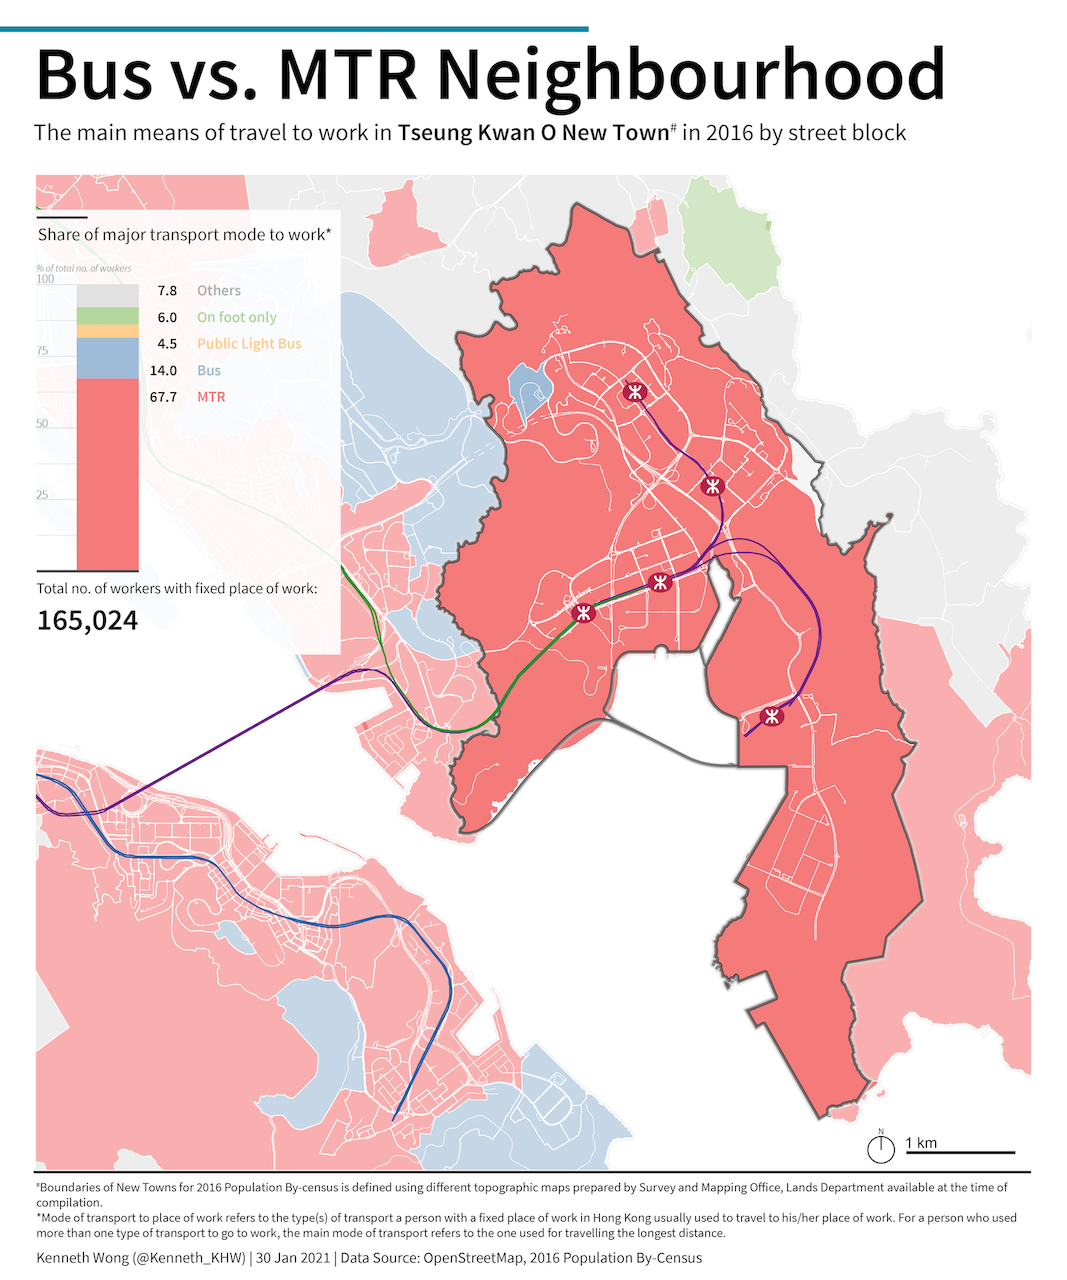 Bus vs. MTR Neighbourhood
The main means of travel to work in Tseung Kwan O New Town# in 2016 by street block
Share of major transport mode to work*
% of total no. of workers
100
75
50
25
7.8 Others
6.0 On foot only
4.5 Public Light Bus
14.0 Bus
67.7 MTR
Total no. of workers with fixed place of work:
165,024
N
1 km
#Boundaries of New Towns for 2016 Population By-census is defined using different topographic maps prepared by Survey and Mapping Office, Lands Department available at the time of
compilation.
*Mode of transport to place of work refers to the type(s) of transport a person with a fixed place of work in Hong Kong usually used to travel to his/her place of work. For a person who used
more than one type of transport to go to work, the main mode of transport refers to the one used for travelling the longest distance.
Kenneth Wong (@Kenneth_KHW) | 30 Jan 2021 | Data Source: OpenStreetMap, 2016 Population By-Census